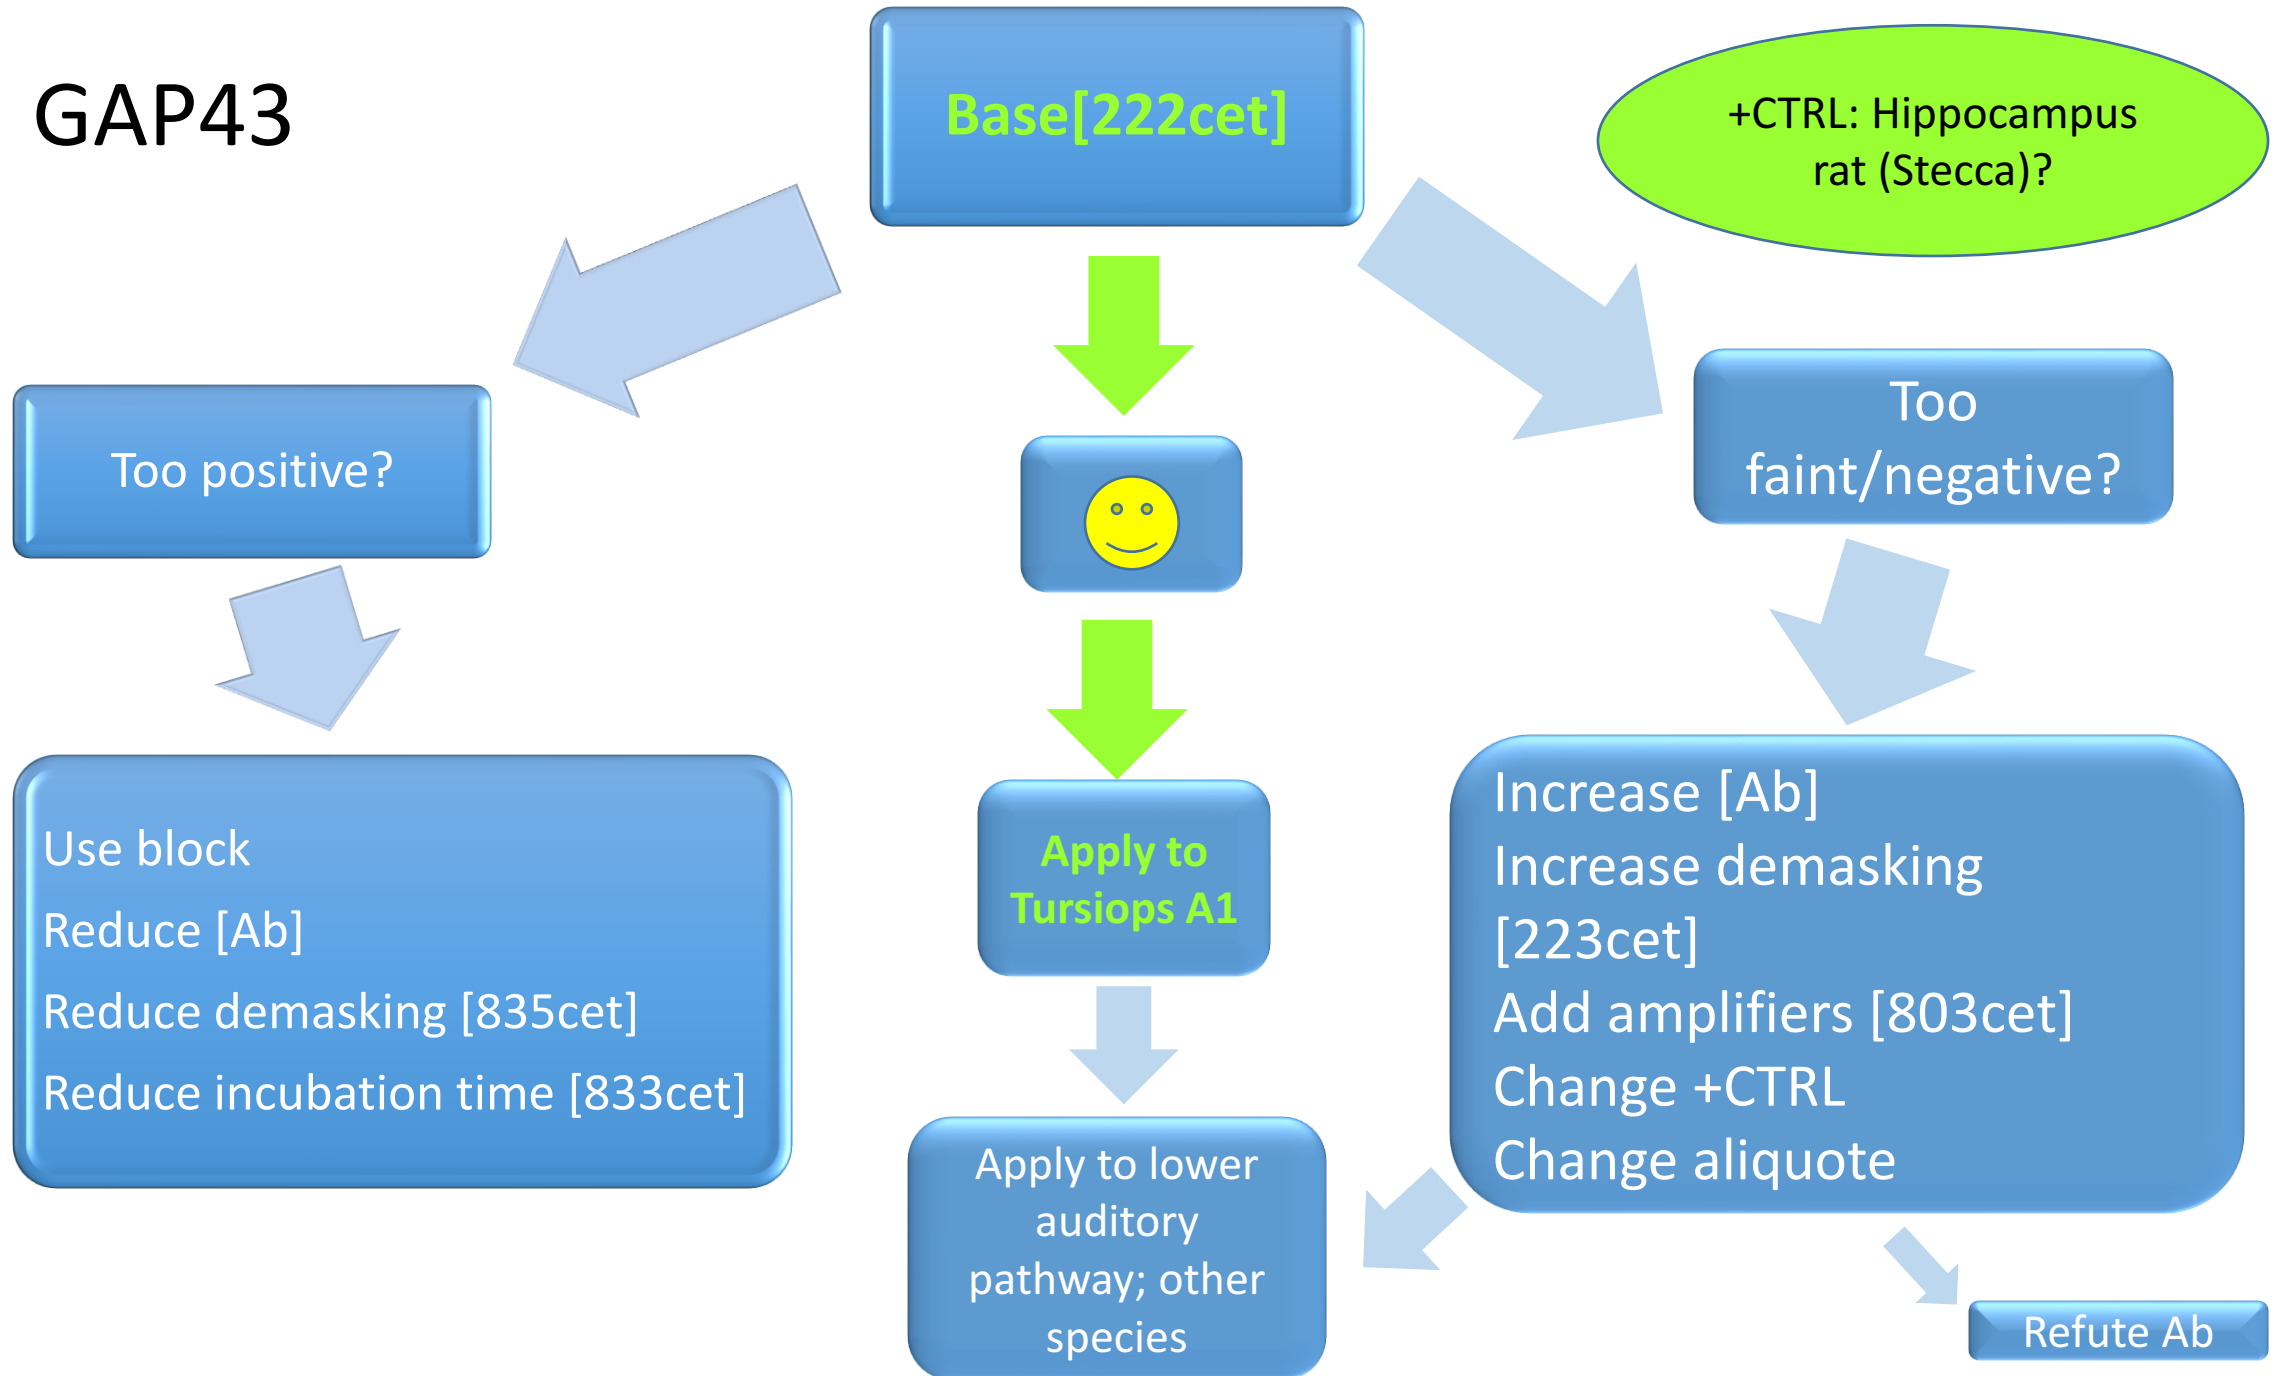 GAP43
Base[222cet]
+CTRL: Hippocampus
rat (Stecca)?
Too positive?
Too
faint/negative?
Use block
Reduce [Ab]
Reduce demasking [835cet]
Reduce incubation time [833cet]
Apply to
Tursiops A1
Increase [Ab]
Increase demasking
[223cet]
Add amplifiers [803cet]
Change +CTRL
Change aliquote
Apply to lower
auditory
pathway; other
species
Refute Ab